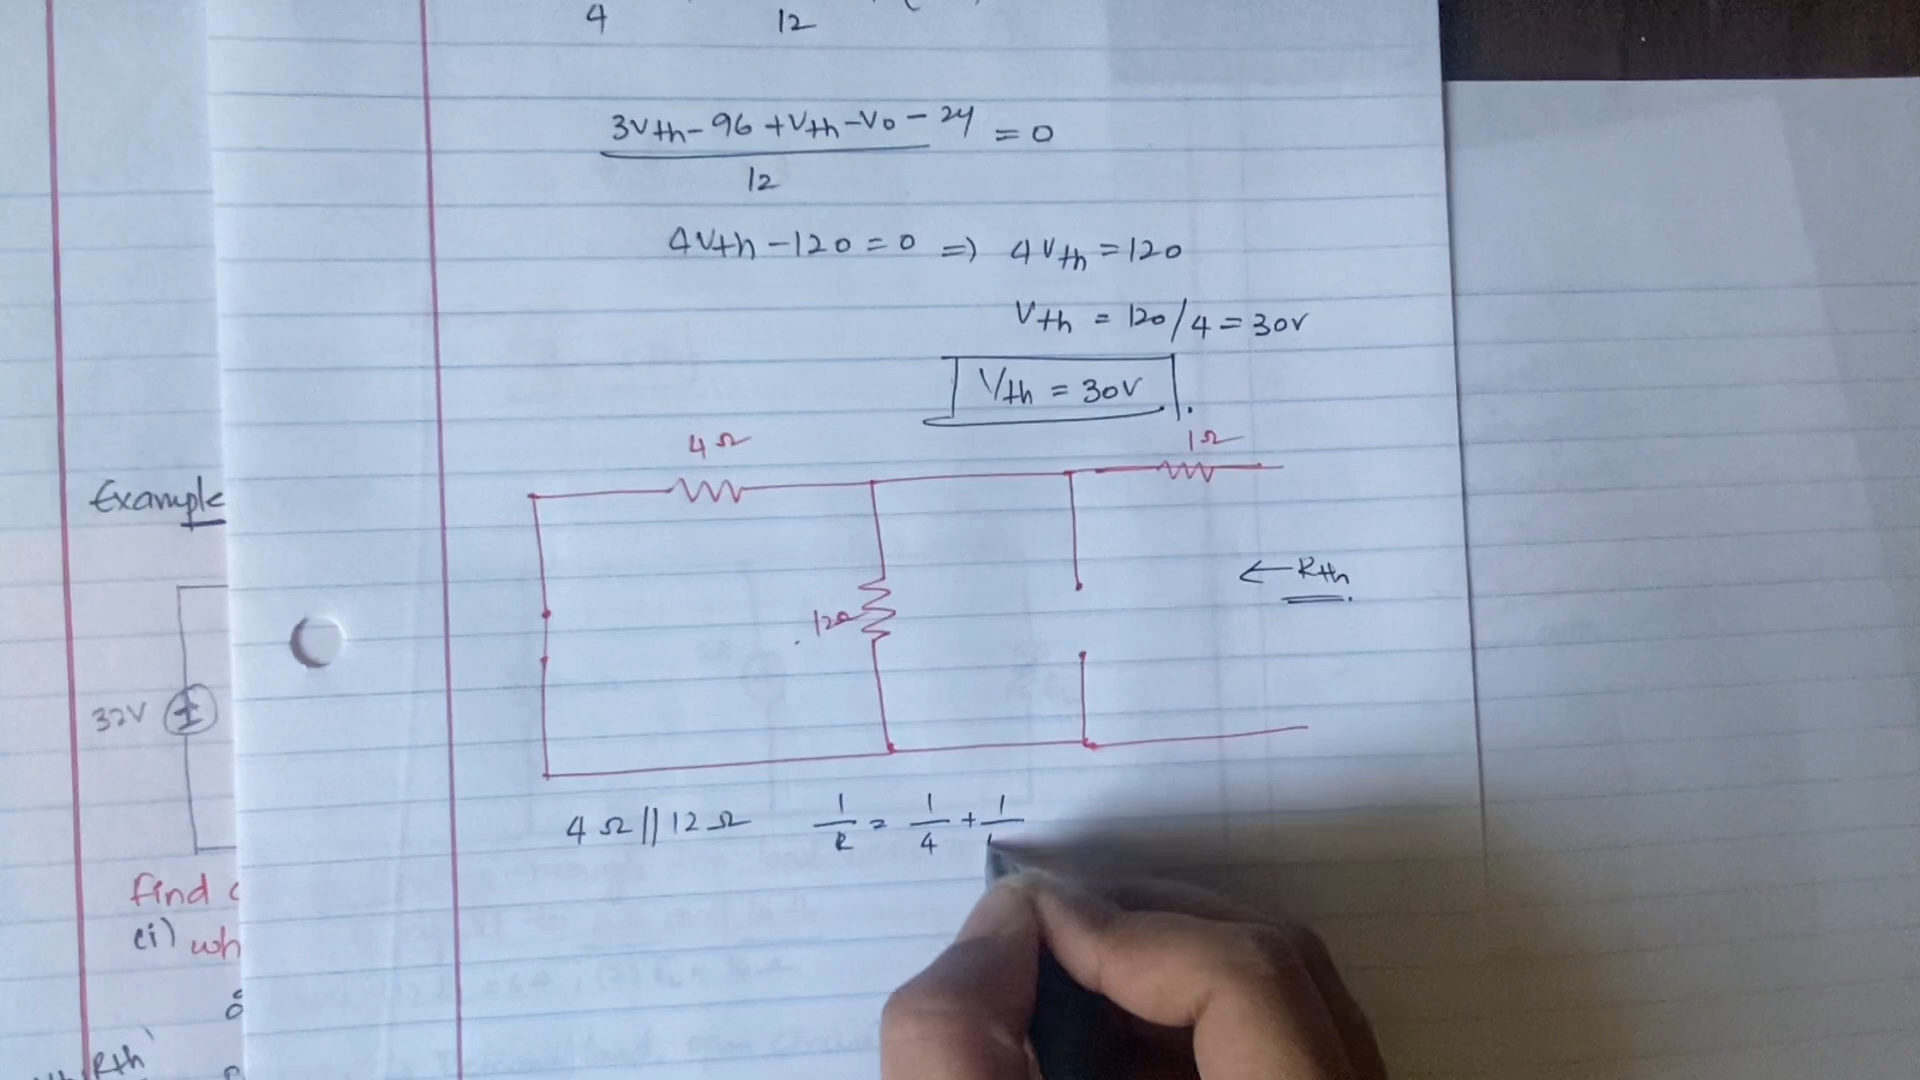 4 12
3Vth - 96 + Vth - V0 - 24 = 0
12
4Vth - 120 = 0 => 4Vth = 120
Vth = 120/4 = 30V
Vth = 30V.
4Ω 1Ω
Example
← Rth.
12Ω
32V
4Ω || 12Ω 1/R = 1/4 + 1/
find
(i) wh
Rth